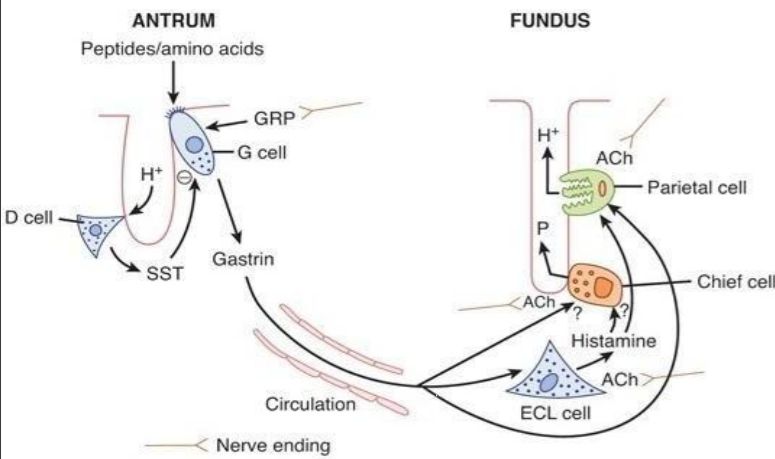 ANTRUM
FUNDUS
Peptides/amino acids
GRP
G cell
H⁺
⊖
D cell
SST
Gastrin
Circulation
Nerve ending
H⁺
ACh
Parietal cell
P
Chief cell
ACh
?
?
Histamine
ACh
ECL cell